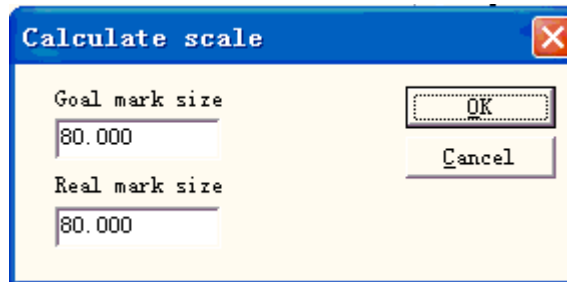 Calculate scale
Goal mark size
80.000
OK
Cancel
Real mark size
80.000